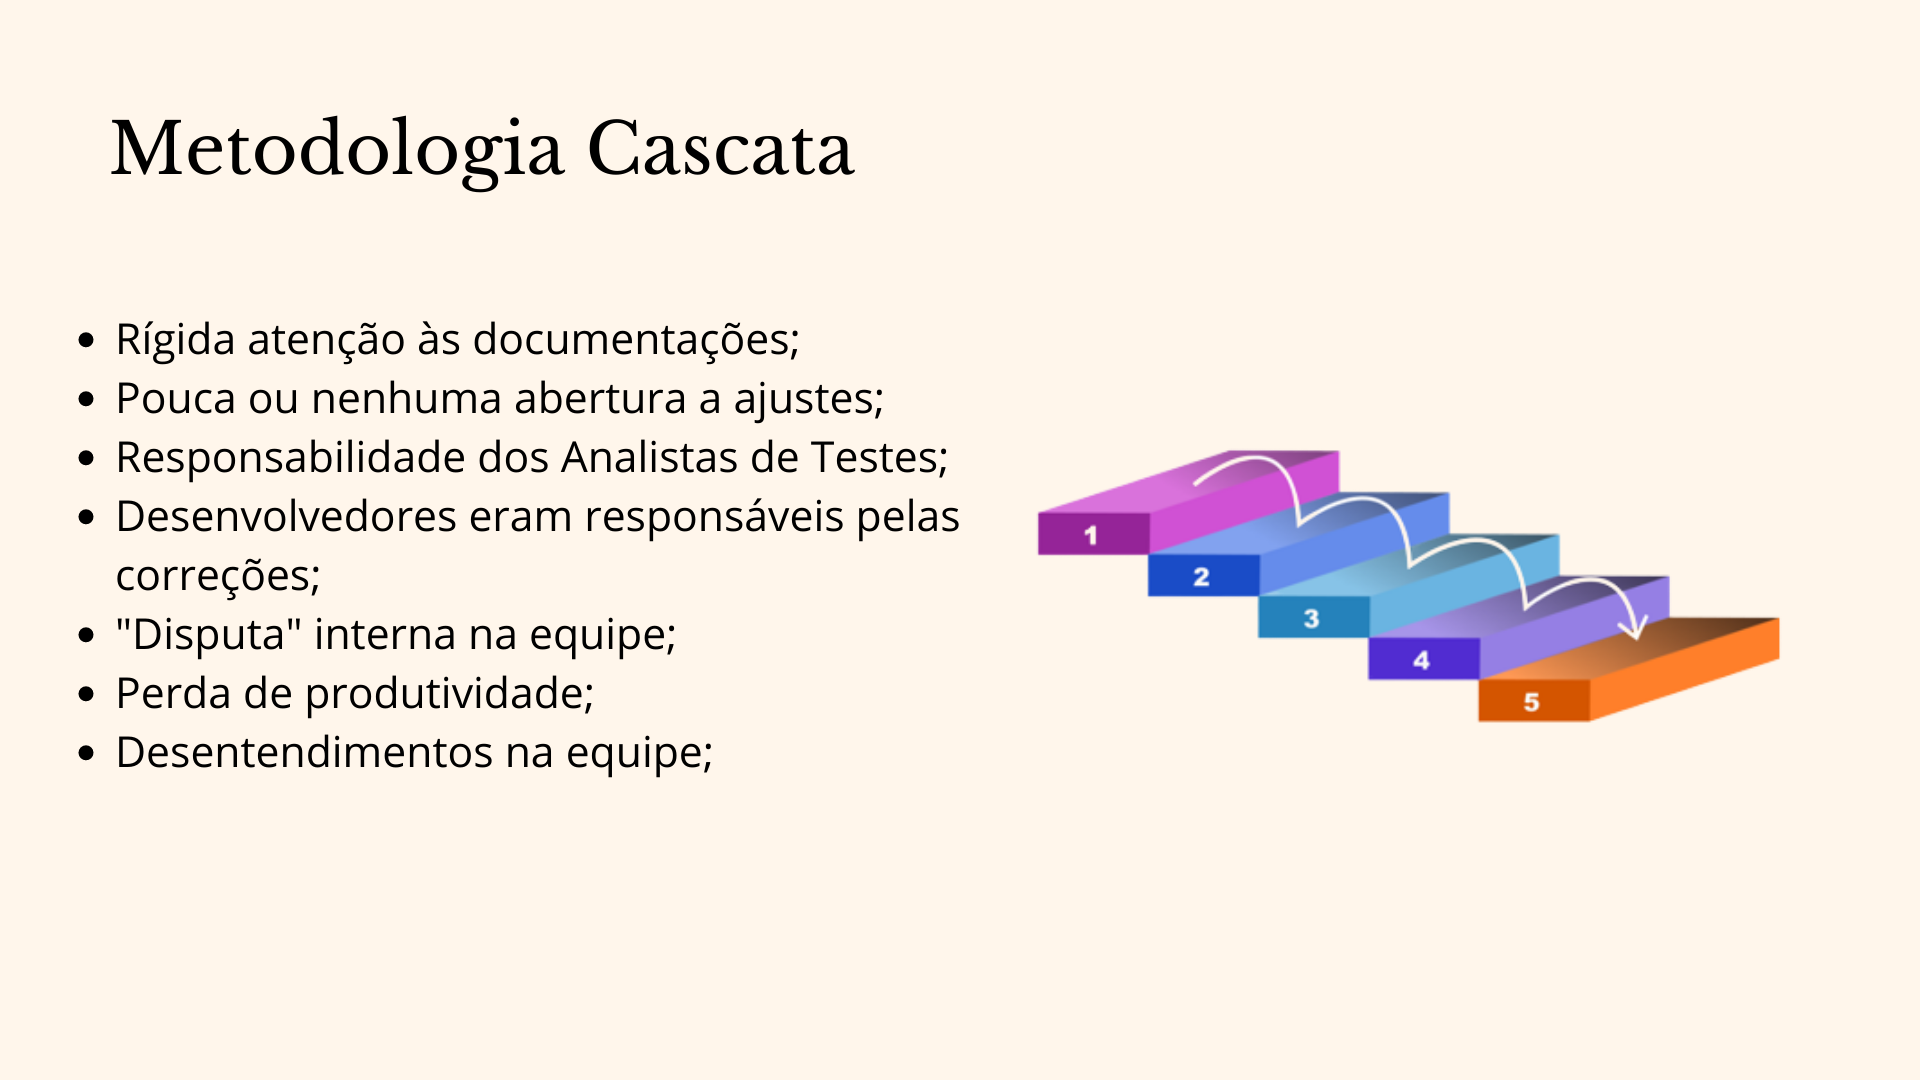 Metodologia Cascata
• Rígida atenção às documentações;
• Pouca ou nenhuma abertura a ajustes;
• Responsabilidade dos Analistas de Testes;
• Desenvolvedores eram responsáveis pelas
correções;
• "Disputa" interna na equipe;
• Perda de produtividade;
• Desentendimentos na equipe;
1
2
3
4
5